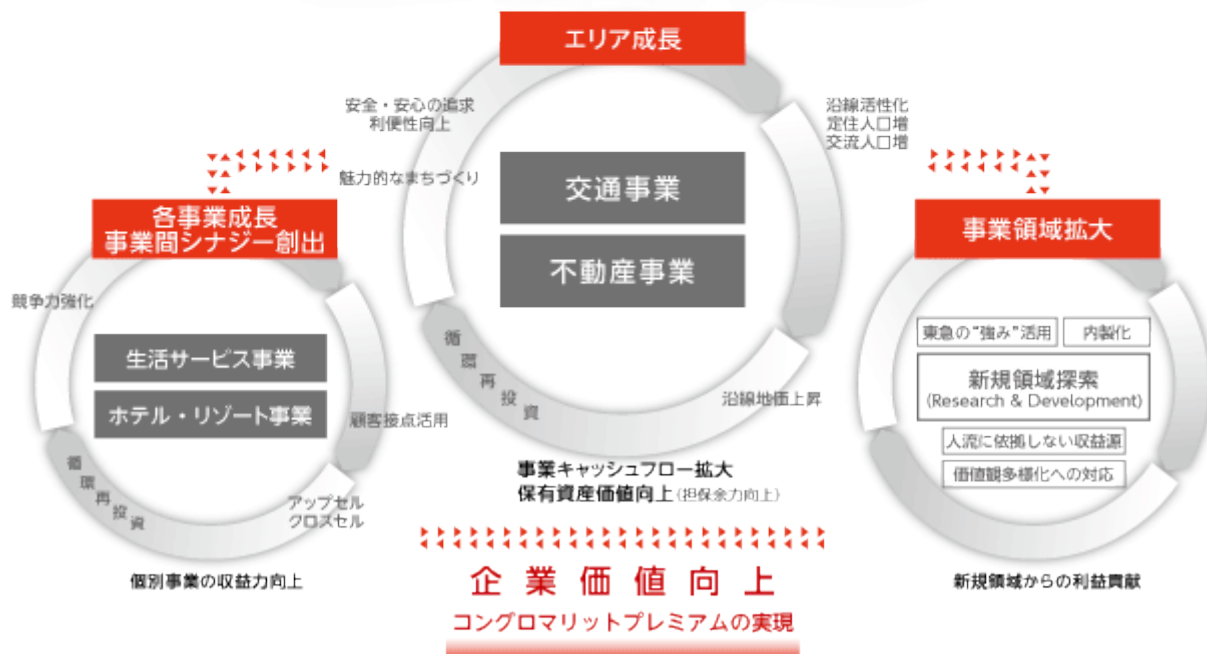 エリア成長
安全・安心の追求
利便性向上
魅力的なまちづくり
沿線活性化
定住人口増
交流人口増
交通事業
不動産事業
循環再投資
沿線地価上昇
事業キャッシュフロー拡大
保有資産価値向上(担保余力向上)
各事業成長
事業間シナジー創出
競争力強化
生活サービス事業
ホテル・リゾート事業
顧客接点活用
循環再投資
アップセル
クロスセル
個別事業の収益力向上
事業領域拡大
東急の“強み”活用
内製化
新規領域探索
(Research & Development)
人流に依拠しない収益源
価値観多様化への対応
新規領域からの利益貢献
企業価値向上
コングロマリットプレミアムの実現